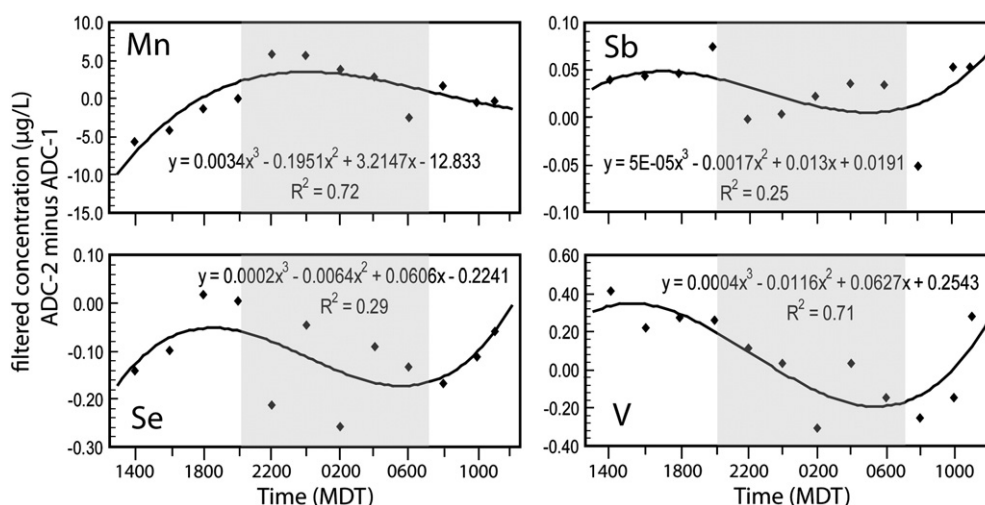 filtered concentration (µg/L)
ADC-2 minus ADC-1
Mn
10.0
5.0
0.0
-5.0
-10.0
-15.0
y = 0.0034x³ - 0.1951x² + 3.2147x - 12.833
R² = 0.72
1400 1800 2200 0200 0600 1000
Sb
0.10
0.05
0.00
-0.05
-0.10
y = 5E-05x³ - 0.0017x² + 0.013x + 0.0191
R² = 0.25
1400 1800 2200 0200 0600 1000
Se
0.10
0.00
-0.10
-0.20
-0.30
y = 0.0002x³ - 0.0064x² + 0.0606x - 0.2241
R² = 0.29
1400 1800 2200 0200 0600 1000
Time (MDT)
V
0.60
0.40
0.20
0.00
-0.20
-0.40
y = 0.0004x³ - 0.0116x² + 0.0627x + 0.2543
R² = 0.71
1400 1800 2200 0200 0600 1000
Time (MDT)